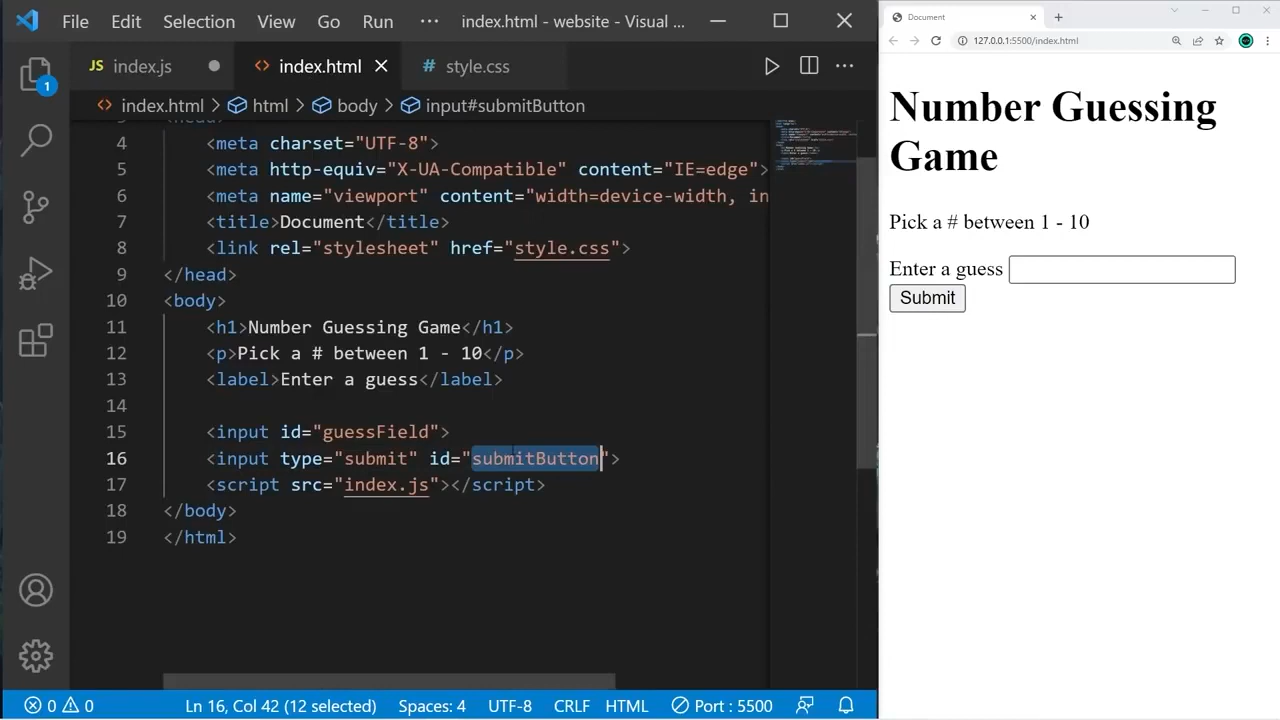 File Edit Selection View Go Run ··· index.html - website - Visual ...
JS index.js index.html # style.css
index.html > html > body > input#submitButton
1
4 <meta charset="UTF-8">
5 <meta http-equiv="X-UA-Compatible" content="IE=edge">
6 <meta name="viewport" content="width=device-width, in
7 <title>Document</title>
8 <link rel="stylesheet" href="style.css">
9 </head>
10 <body>
11 <h1>Number Guessing Game</h1>
12 <p>Pick a # between 1 - 10</p>
13 <label>Enter a guess</label>
14
15 <input id="guessField">
16 <input type="submit" id="submitButton">
17 <script src="index.js"></script>
18 </body>
19 </html>
0 0 Ln 16, Col 42 (12 selected) Spaces: 4 UTF-8 CRLF HTML Port : 5500
Document
127.0.0.1:5500/index.html
Number Guessing
Game
Pick a # between 1 - 10
Enter a guess
Submit